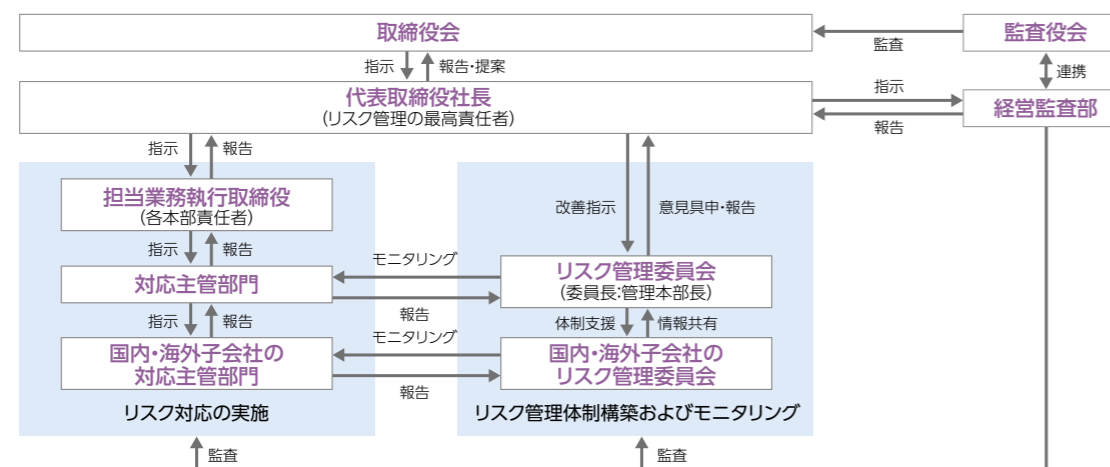 取締役会
監査役会
監査
指示
報告・提案
連携
代表取締役社長
(リスク管理の最高責任者)
指示
報告
経営監査部
指示
報告
担当業務執行取締役
(各本部責任者)
改善指示
意見具申・報告
指示
報告
対応主管部門
モニタリング
報告
リスク管理委員会
(委員長:管理本部長)
指示
報告
体制支援
情報共有
モニタリング
報告
国内・海外子会社の
対応主管部門
国内・海外子会社の
リスク管理委員会
リスク対応の実施
リスク管理体制構築およびモニタリング
監査
監査